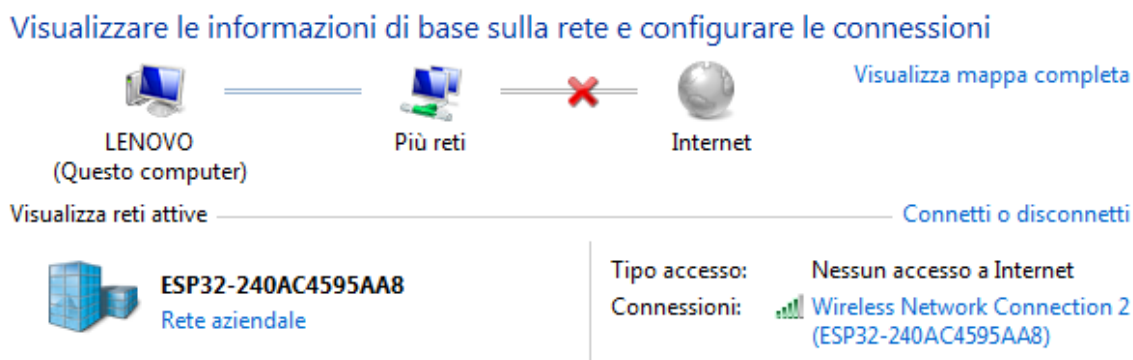 Visualizzare le informazioni di base sulla rete e configurare le connessioni
Visualizza mappa completa
LENOVO
(Questo computer)
Più reti
Internet
Visualizza reti attive
Connetti o disconnetti
ESP32-240AC4595AA8
Rete aziendale
Tipo accesso: Nessun accesso a Internet
Connessioni: Wireless Network Connection 2
(ESP32-240AC4595AA8)